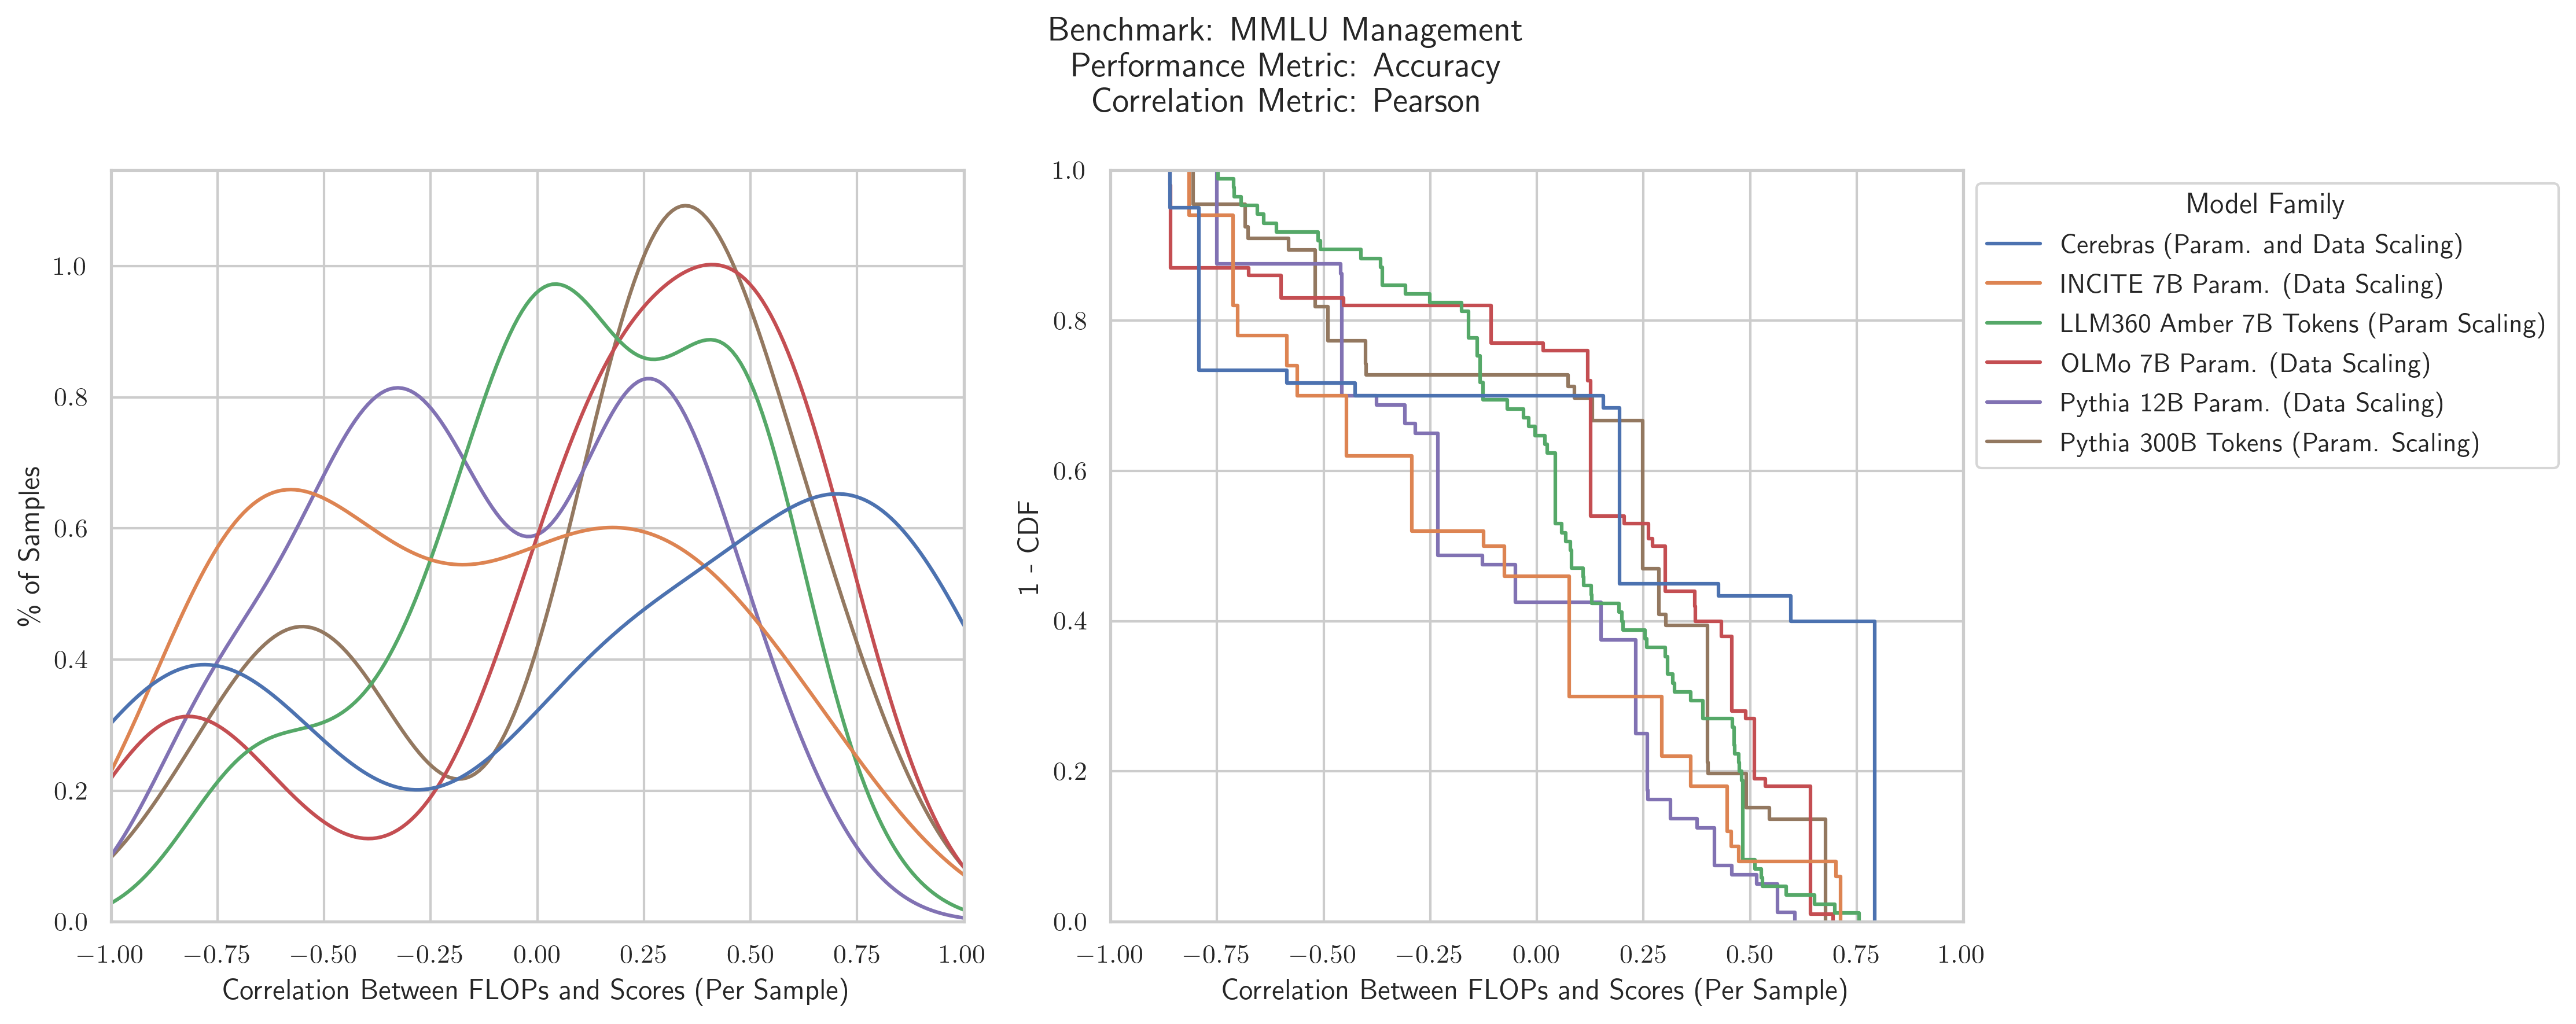 Benchmark: MMLU Management
Performance Metric: Accuracy
Correlation Metric: Pearson
% of Samples
1.0
0.8
0.6
0.4
0.2
0.0
−1.00 −0.75 −0.50 −0.25 0.00 0.25 0.50 0.75 1.00
Correlation Between FLOPs and Scores (Per Sample)
1 - CDF
1.0
0.8
0.6
0.4
0.2
0.0
−1.00 −0.75 −0.50 −0.25 0.00 0.25 0.50 0.75 1.00
Correlation Between FLOPs and Scores (Per Sample)
Model Family
Cerebras (Param. and Data Scaling)
INCITE 7B Param. (Data Scaling)
LLM360 Amber 7B Tokens (Param Scaling)
OLMo 7B Param. (Data Scaling)
Pythia 12B Param. (Data Scaling)
Pythia 300B Tokens (Param. Scaling)